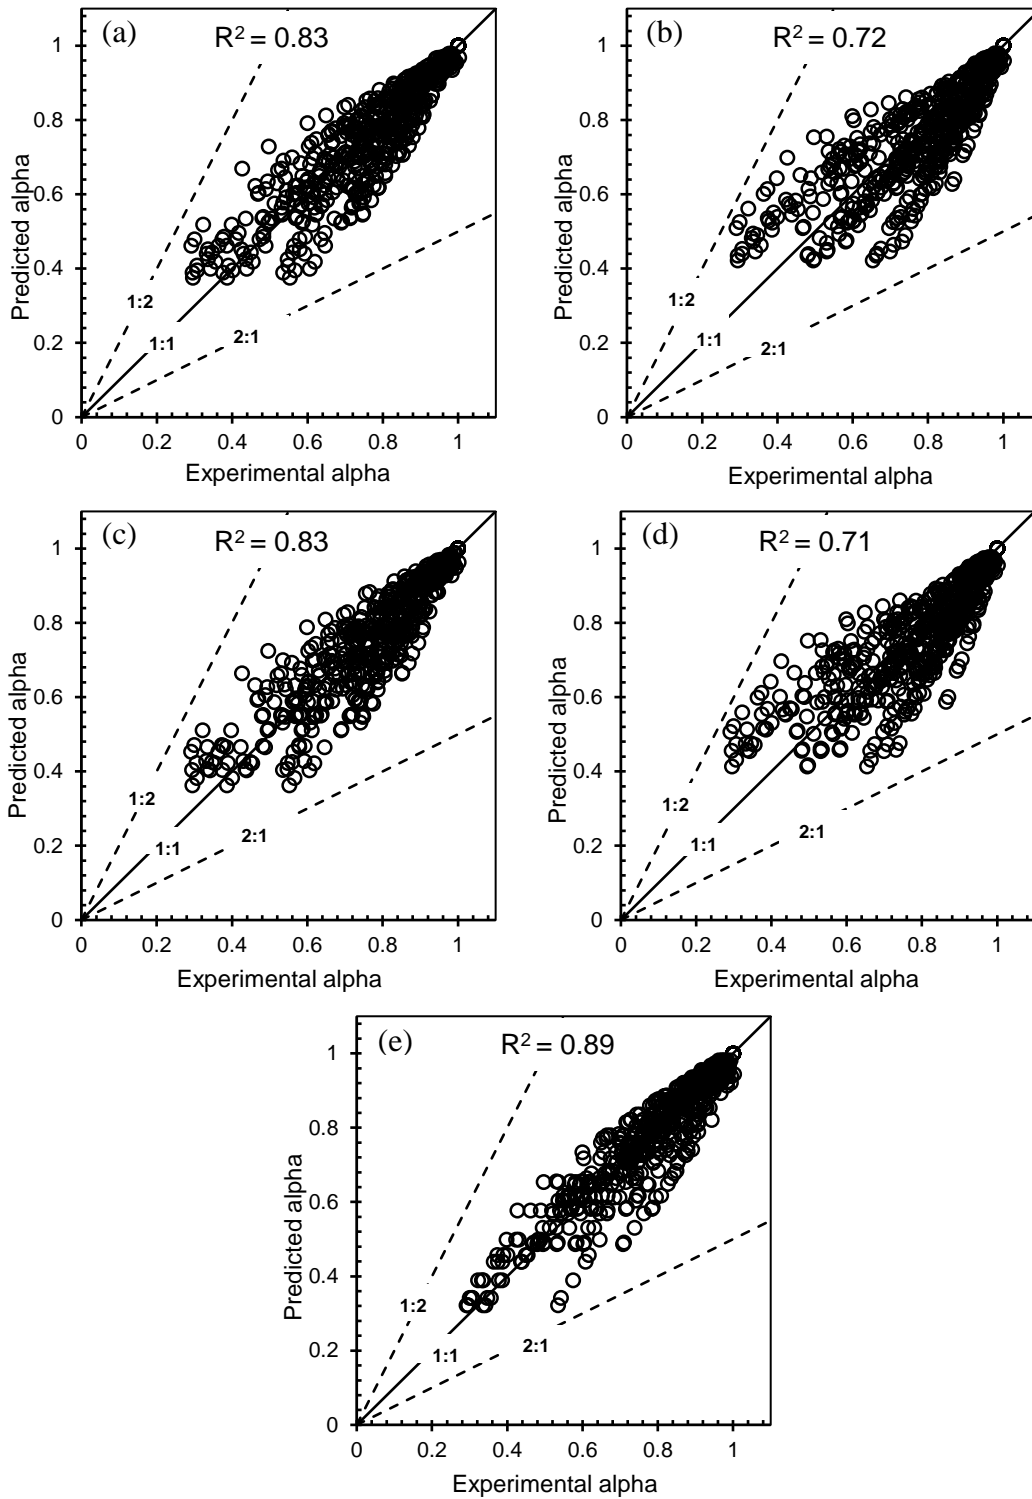 (a)
R² = 0.83
1
0.8
0.6
0.4
0.2
0
Predicted alpha
1:2
1:1
2:1
0 0.2 0.4 0.6 0.8 1
Experimental alpha
(b)
R² = 0.72
1
0.8
0.6
0.4
0.2
0
Predicted alpha
1:2
1:1
2:1
0 0.2 0.4 0.6 0.8 1
Experimental alpha
(c)
R² = 0.83
1
0.8
0.6
0.4
0.2
0
Predicted alpha
1:2
1:1
2:1
0 0.2 0.4 0.6 0.8 1
Experimental alpha
(d)
R² = 0.71
1
0.8
0.6
0.4
0.2
0
Predicted alpha
1:2
1:1
2:1
0 0.2 0.4 0.6 0.8 1
Experimental alpha
(e)
R² = 0.89
1
0.8
0.6
0.4
0.2
0
Predicted alpha
1:2
1:1
2:1
0 0.2 0.4 0.6 0.8 1
Experimental alpha